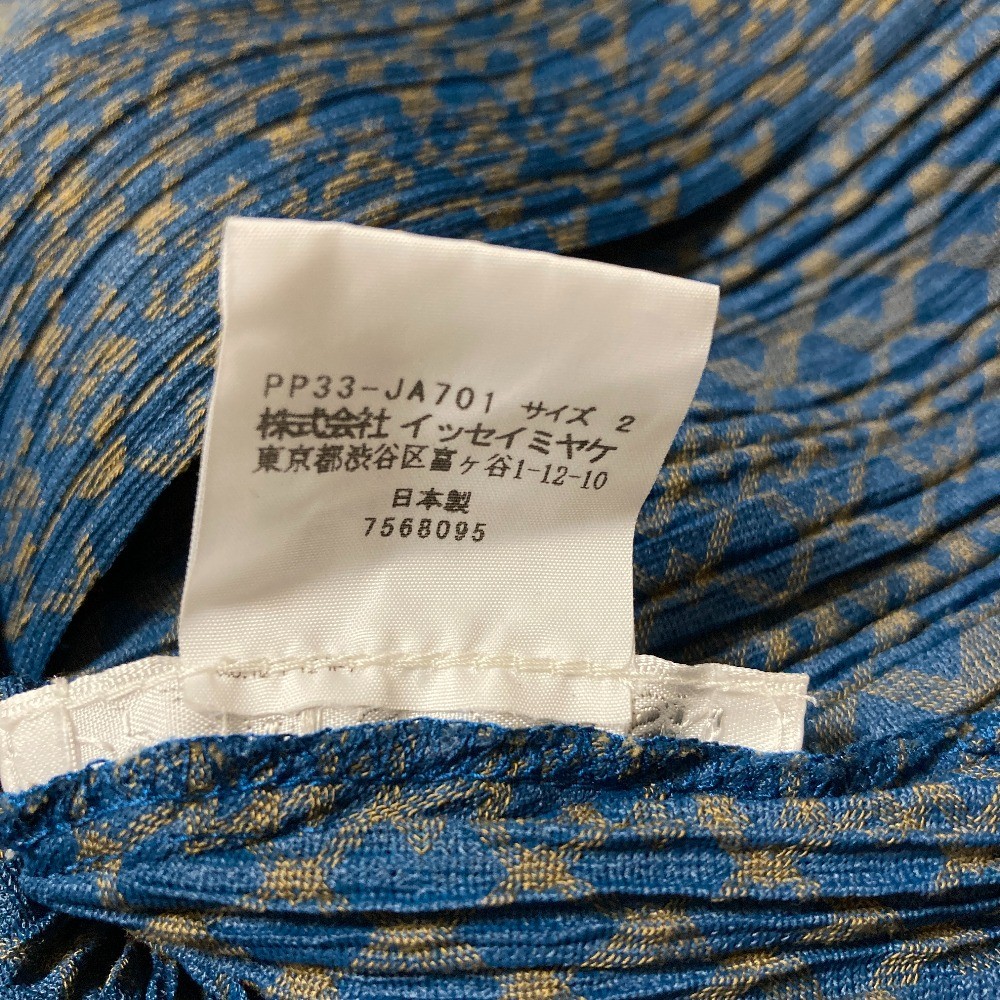 PP33-JA701 サイズ 2
株式会社 イッセイミヤケ
東京都渋谷区富ヶ谷1-12-10
日本製
7568095